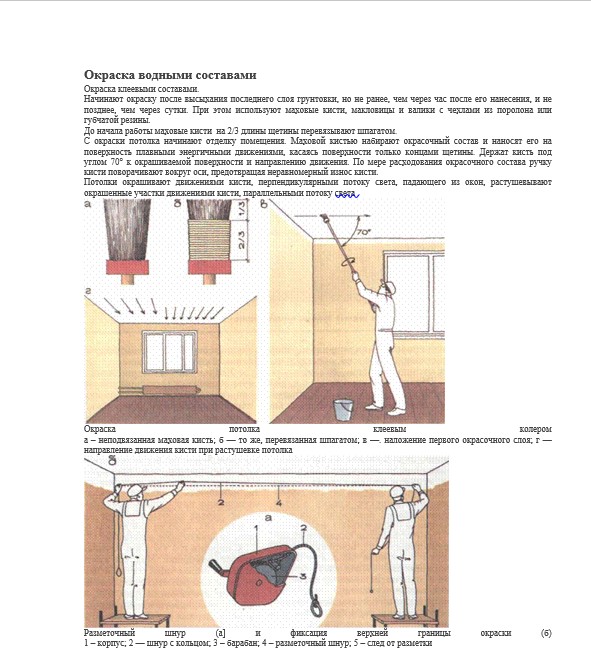 Окраска водными составами
Окраска клеевыми составами.
Начинают окраску после высыхания последнего слоя грунтовки, но не ранее, чем через час после его нанесения, и не
позднее, чем через сутки. При этом используют маховые кисти, макловицы и валики с чехлами из поролона или
губчатой резины.
До начала работы маховые кисти на 2/3 длины щетины перевязывают шпагатом.
С окраски потолка начинают отделку помещения. Маховой кистью набирают окрасочный состав и наносят его на
поверхность плавными энергичными движениями, касаясь поверхности только концами щетины. Держат кисть под
углом 70° к окрашиваемой поверхности и направлению движения. По мере расходования окрасочного состава ручку
кисти поворачивают вокруг оси, предотвращая неравномерный износ кисти.
Потолки окрашивают движениями кисти, перпендикулярными потоку света, падающего из окон, растушевывают
окрашенные участки движениями кисти, параллельными потоку света.
а
б
1/3
2/3
в
70°
г
Окраска потолка клеевым колером
а – неподвязанная маховая кисть; б — то же, перевязанная шпагатом; в —. наложение первого окрасочного слоя; г —
направление движения кисти при растушевке потолка
б
2
4
а
1
2
3
Разметочный шнур (а] и фиксация верхней границы окраски (б)
1 – корпус; 2 — шнур с кольцом; 3 – барабан; 4 – разметочный шнур; 5 – след от разметки